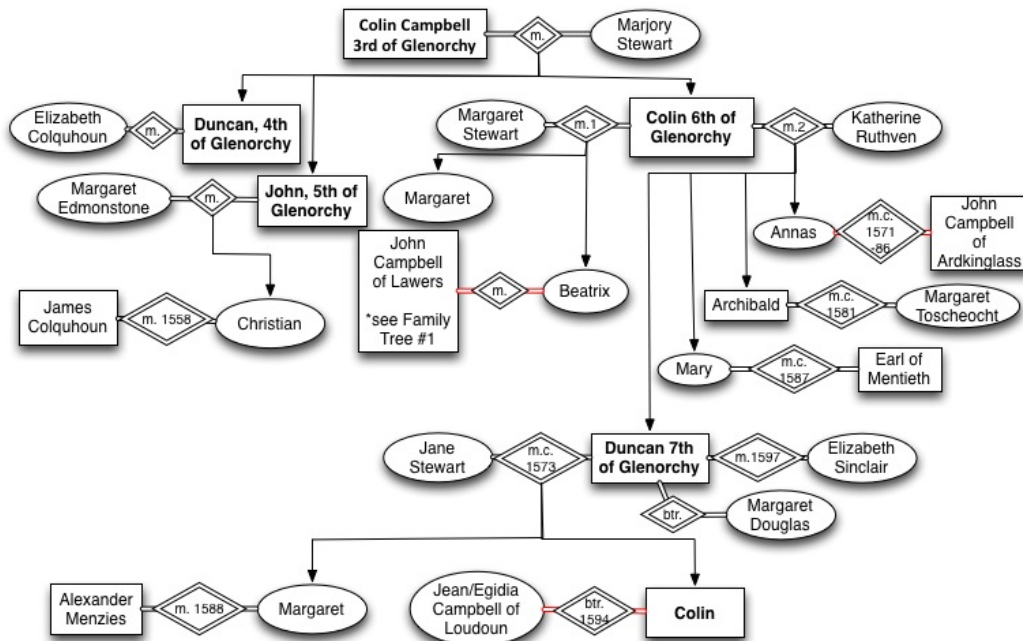 Colin Campbell
3rd of Glenorchy
m.
Marjory
Stewart
Elizabeth
Colquhoun
m.
Duncan, 4th
of Glenorchy
Margaret
Stewart
m.1
Colin 6th of
Glenorchy
m.2
Katherine
Ruthven
Margaret
Edmonstone
m.
John, 5th of
Glenorchy
Margaret
Annas
m.c.
1571
-86
John
Campbell
of
Ardkinglass
John
Campbell
of Lawers
*see Family
Tree #1
m.
Beatrix
James
Colquhoun
m. 1558
Christian
Archibald
m.c.
1581
Margaret
Toscheocht
Mary
m.c.
1587
Earl of
Mentieth
Jane
Stewart
m.c.
1573
Duncan 7th
of Glenorchy
m.1597
Elizabeth
Sinclair
btr.
Margaret
Douglas
Alexander
Menzies
m. 1588
Margaret
Jean/Egidia
Campbell of
Loudoun
btr.
1594
Colin